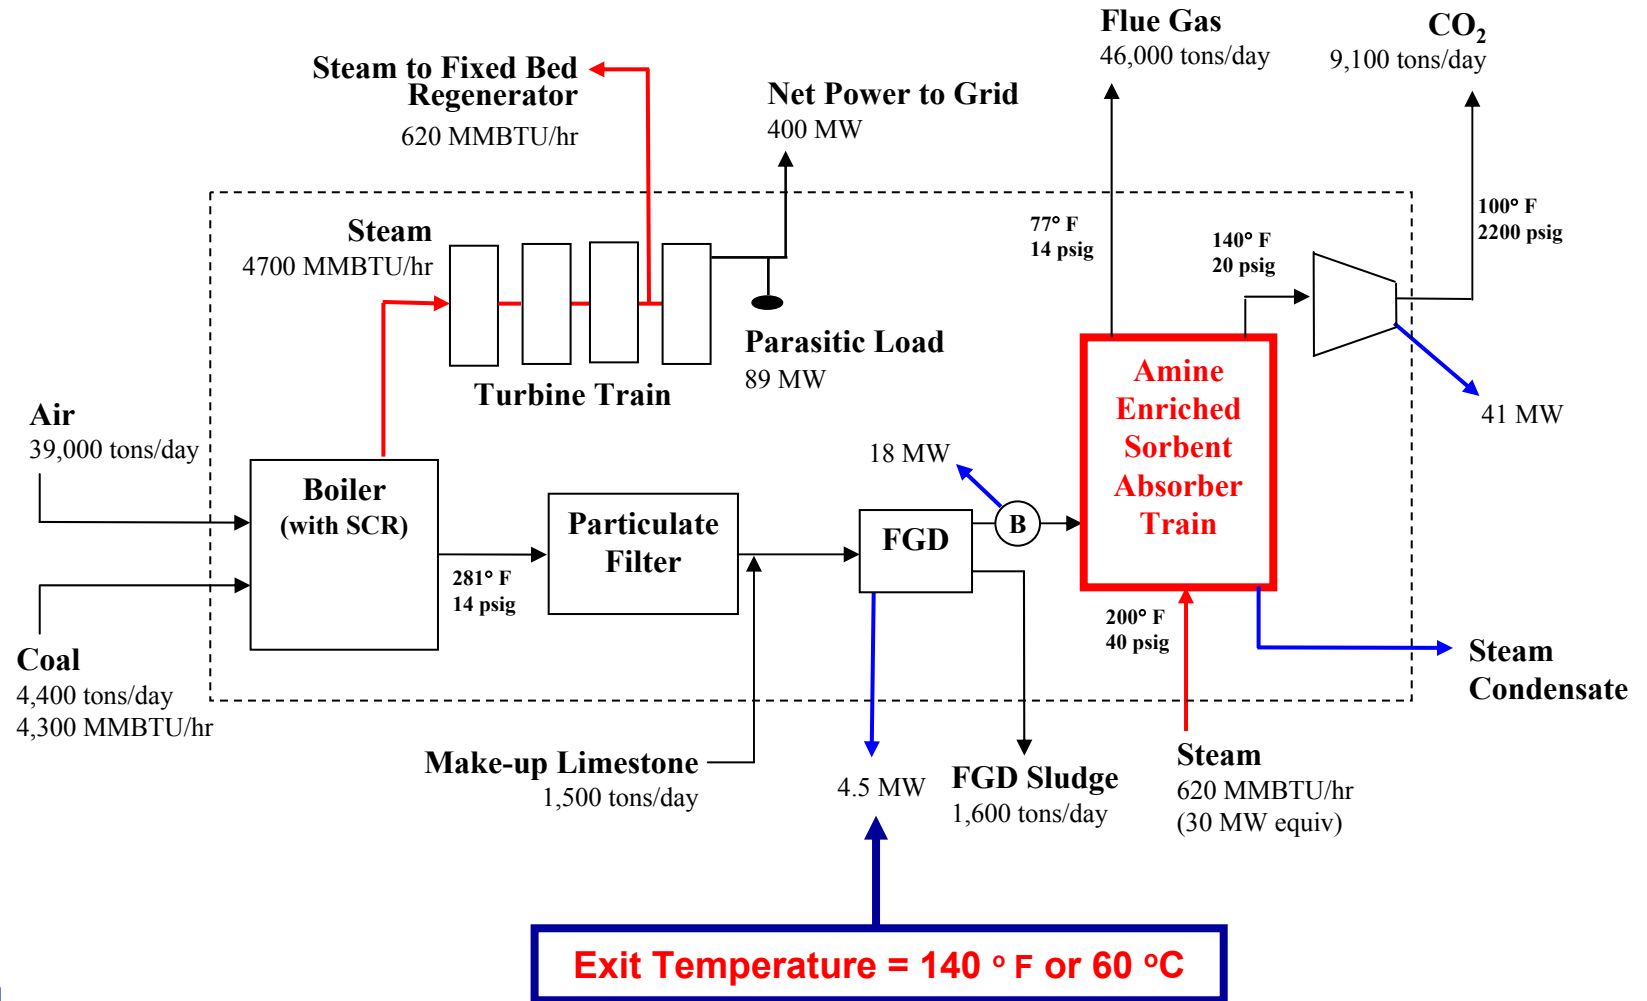 Flue Gas
46,000 tons/day
CO2
9,100 tons/day
Steam to Fixed Bed
Regenerator
620 MMBTU/hr
Net Power to Grid
400 MW
77° F
14 psig
140° F
20 psig
100° F
2200 psig
Steam
4700 MMBTU/hr
Turbine Train
Parasitic Load
89 MW
Air
39,000 tons/day
Boiler
(with SCR)
281° F
14 psig
Particulate
Filter
FGD
18 MW
B
Amine
Enriched
Sorbent
Absorber
Train
41 MW
200° F
40 psig
Steam
Condensate
Coal
4,400 tons/day
4,300 MMBTU/hr
Make-up Limestone
1,500 tons/day
4.5 MW
FGD Sludge
1,600 tons/day
Steam
620 MMBTU/hr
(30 MW equiv)
Exit Temperature = 140 ° F or 60 °C